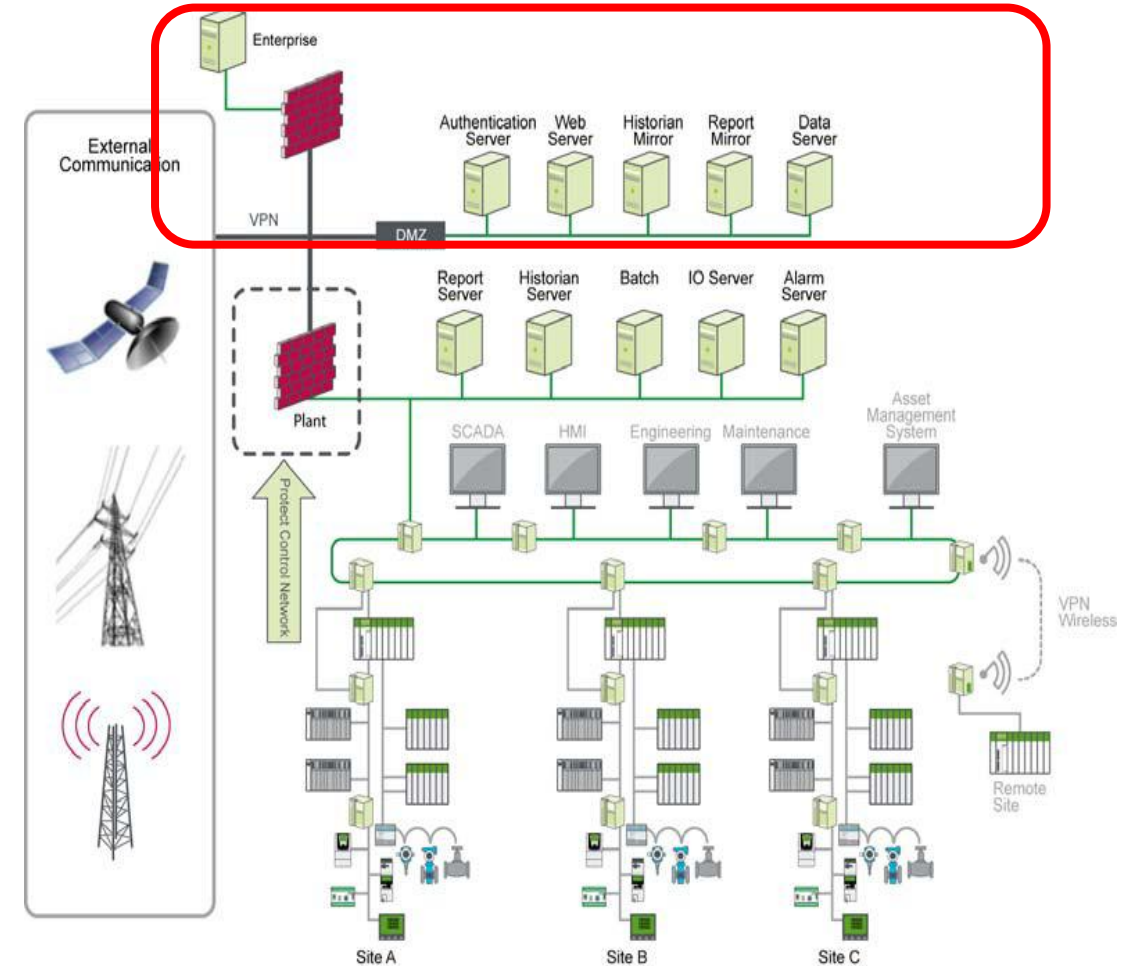 Enterprise
Authentication
Server
Web
Server
Historian
Mirror
Report
Mirror
Data
Server
External
Communication
VPN
DMZ
Report
Server
Historian
Server
Batch
IO Server
Alarm
Server
Plant
Protect Control Network
SCADA
HMI
Engineering
Maintenance
Asset
Management
System
VPN
Wireless
Remote
Site
Site A
Site B
Site C